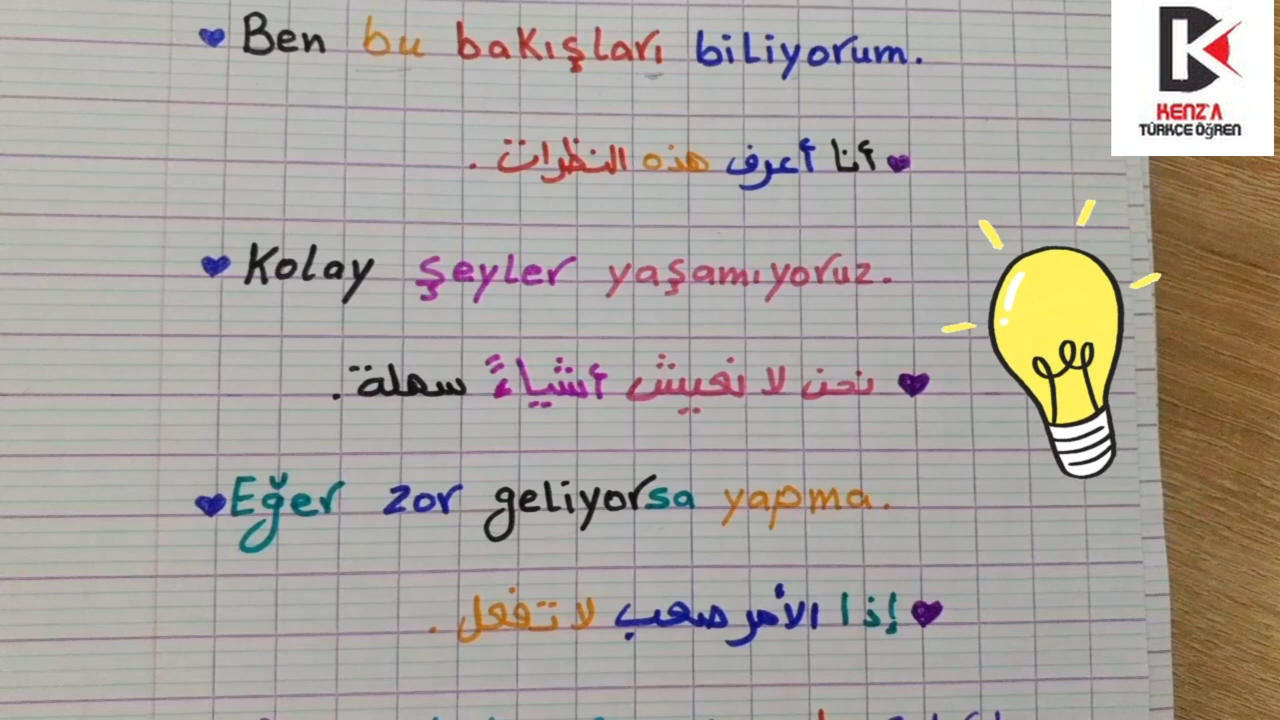 Ben bu bakışları biliyorum.
أنا أعرف هذه النظرات .
Kolay şeyler yaşamıyoruz.
نحن لا نعيش أشياءً سهلة .
Eğer zor geliyorsa yapma.
إذا الأمر صعب لا تفعل .
KENZ'A
TÜRKÇE ÖğREN